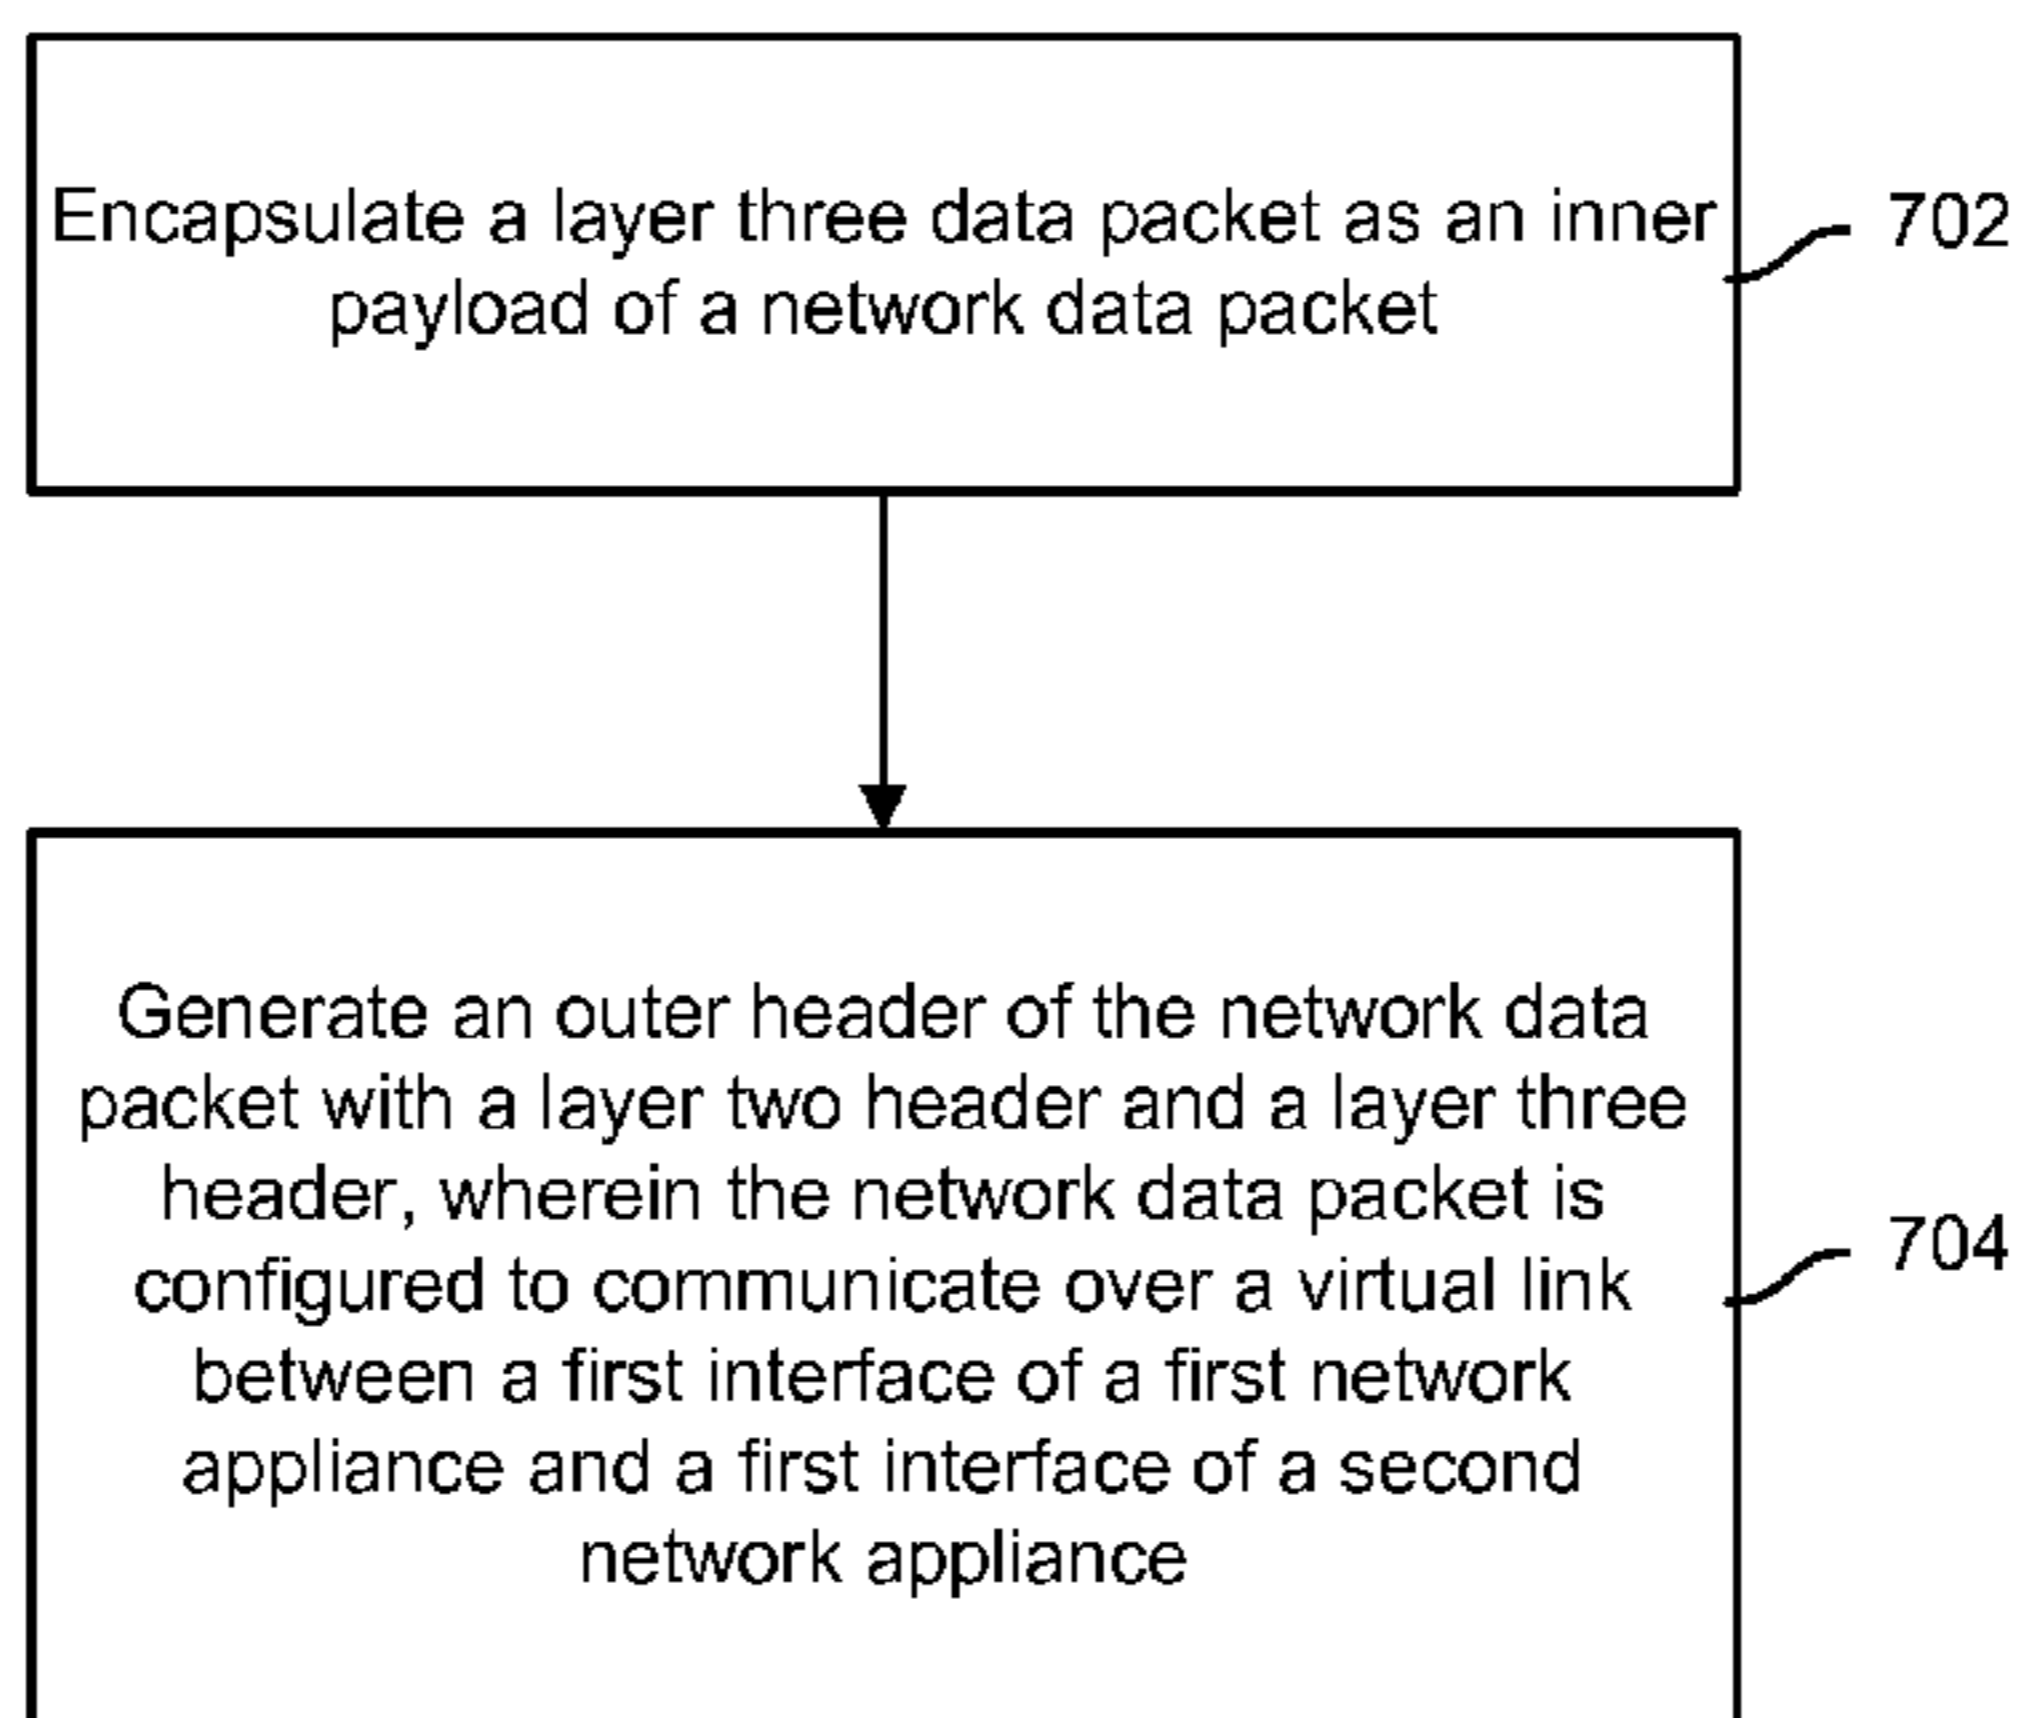 Encapsulate a layer three data packet as an inner
payload of a network data packet
702
Generate an outer header of the network data
packet with a layer two header and a layer three
header, wherein the network data packet is
configured to communicate over a virtual link
between a first interface of a first network
appliance and a first interface of a second
network appliance
704